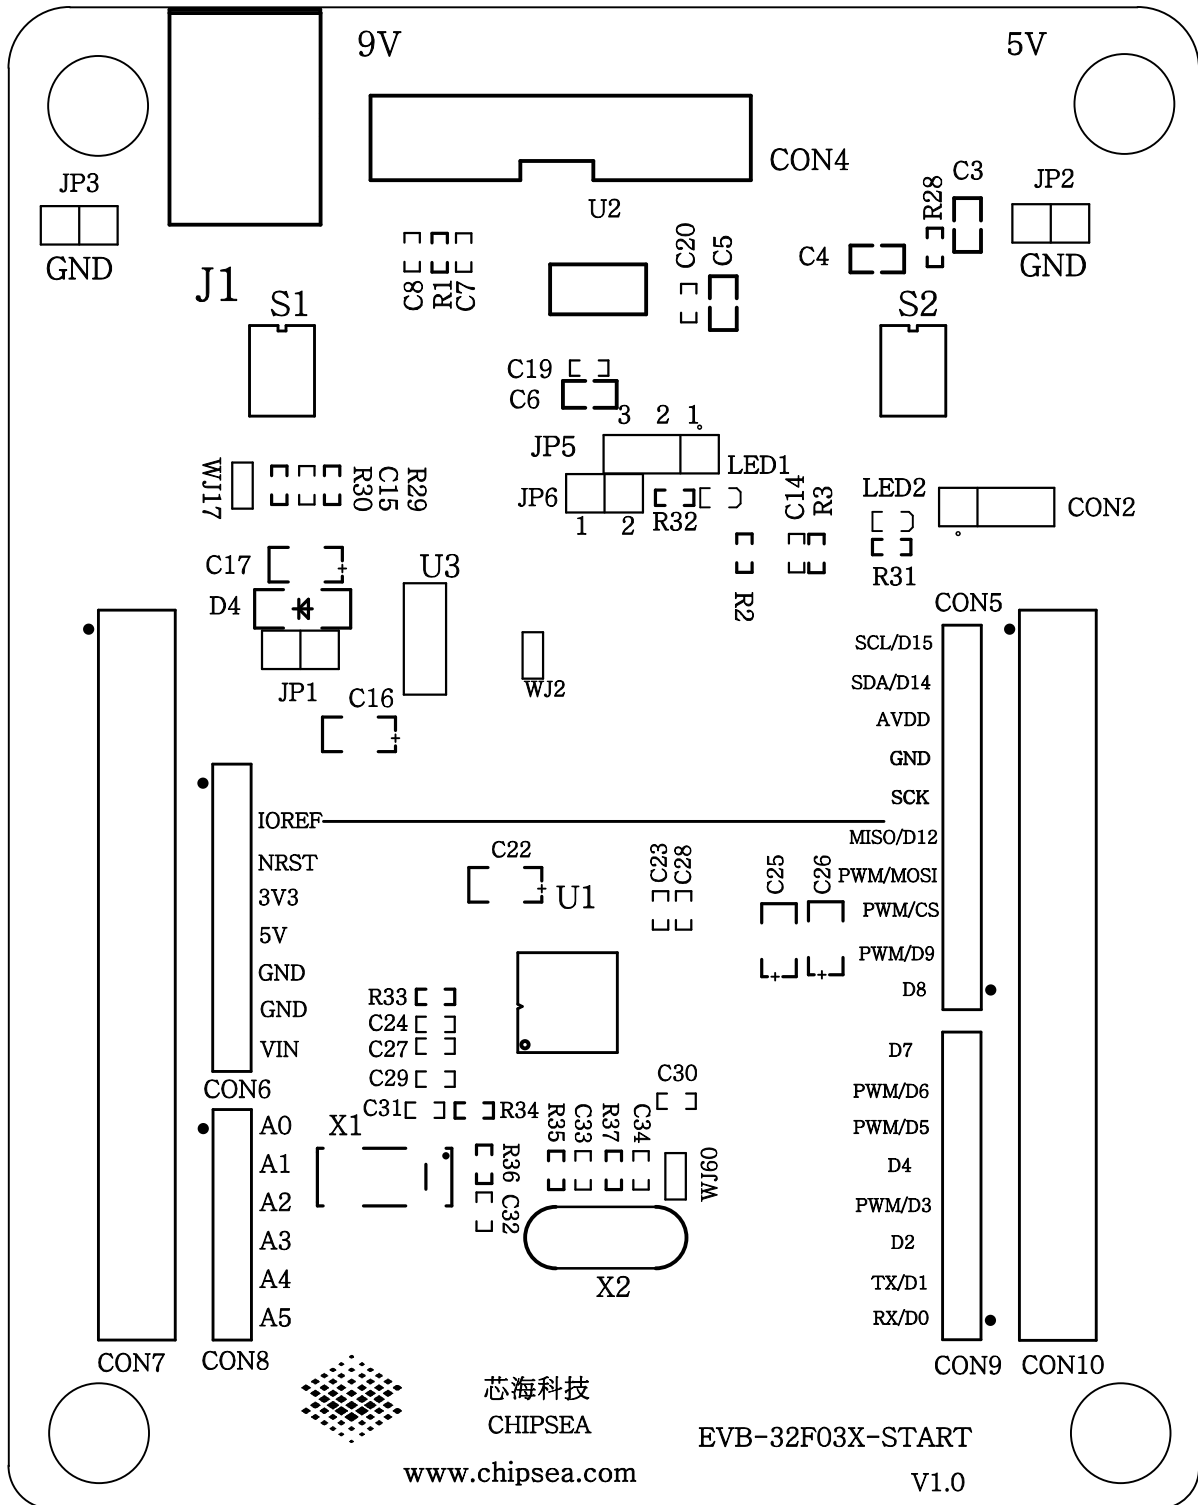 9V
5V
CON4
JP3
GND
J1
U2
C3
R28
JP2
GND
C4
C20
C5
C8
R1
C7
S1
S2
C19
C6
3 2 1
JP5
LED1
JP6
1 2
R32
C14
R3
LED2
CON2
R31
WJ17
R30
C15
R29
C17
U3
D4
R2
CON5
JP1
WJ2
C16
SCL/D15
SDA/D14
AVDD
GND
SCK
MISO/D12
PWM/MOSI
PWM/CS
PWM/D9
D8
IOREF
NRST
3V3
5V
GND
GND
VIN
CON6
C22
U1
C23
C28
C25
C26
R33
C24
C27
C29
C31
R34
C30
D7
PWM/D6
PWM/D5
D4
PWM/D3
D2
TX/D1
RX/D0
A0
A1
A2
A3
A4
A5
X1
R36
C32
R35
C33
R37
C34
WJ60
X2
CON7
CON8
CON9
CON10
芯海科技
CHIPSEA
www.chipsea.com
EVB-32F03X-START
V1.0